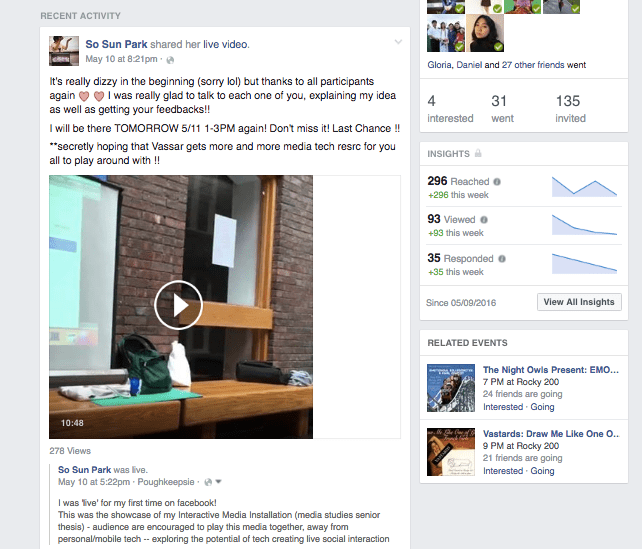 RECENT ACTIVITY
So Sun Park shared her live video.
May 10 at 8:21pm ·
It's really dizzy in the beginning (sorry lol) but thanks to all participants
again I was really glad to talk to each one of you, explaining my idea
as well as getting your feedbacks!!
I will be there TOMORROW 5/11 1-3PM again! Don't miss it! Last Chance !!
**secretly hoping that Vassar gets more and more media tech resrc for you
all to play around with !!
10:48
278 Views
So Sun Park was live.
May 10 at 5:22pm · Poughkeepsie ·
I was 'live' for my first time on facebook!
This was the showcase of my Interactive Media Installation (media studies senior
thesis) - audience are encouraged to play this media together, away from
personal/mobile tech -- exploring the potential of tech creating live social interaction
Gloria, Daniel and 27 other friends went
4 31 135
interested went invited
INSIGHTS
296 Reached
+296 this week
93 Viewed
+93 this week
35 Responded
+35 this week
Since 05/09/2016 View All Insights
RELATED EVENTS
The Night Owls Present: EMO...
7 PM at Rocky 200
24 friends are going
Interested · Going
Vastards: Draw Me Like One O..
9 PM at Rocky 200
21 friends are going
Interested · Going